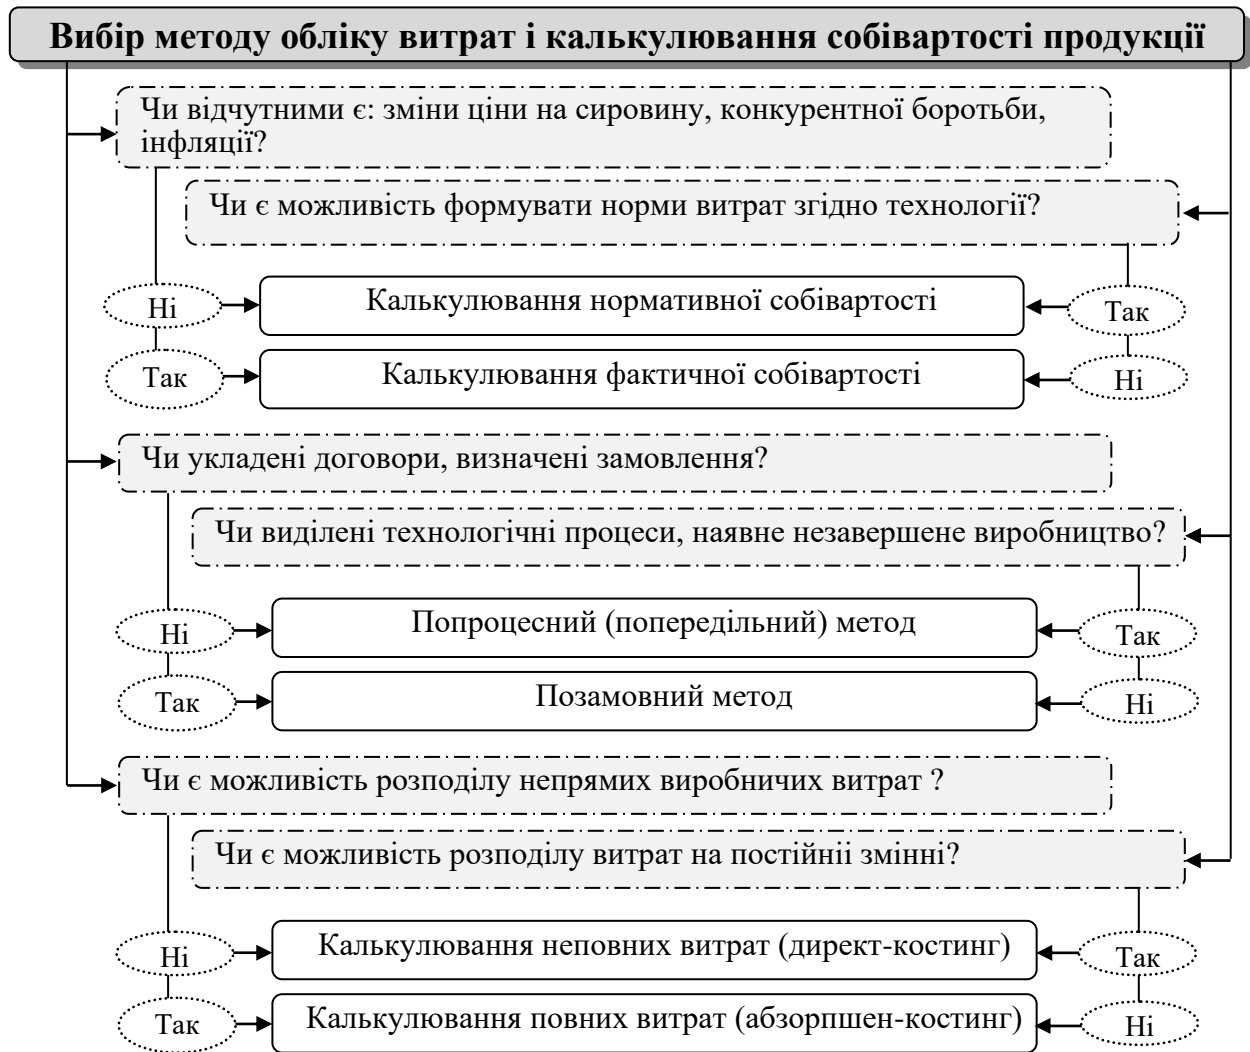 Вибір методу обліку витрат і калькулювання собівартості продукції
Чи відчутними є: зміни ціни на сировину, конкурентної боротьби,
інфляції?
Чи є можливість формувати норми витрат згідно технології?
Ні
Калькулювання нормативної собівартості
Так
Так
Калькулювання фактичної собівартості
Ні
Чи укладені договори, визначені замовлення?
Чи виділені технологічні процеси, наявне незавершене виробництво?
Ні
Попроцесний (попередільний) метод
Так
Так
Позамовний метод
Ні
Чи є можливість розподілу непрямих виробничих витрат ?
Чи є можливість розподілу витрат на постійніі змінні?
Ні
Калькулювання неповних витрат (директ-костинг)
Так
Так
Калькулювання повних витрат (абзорпшен-костинг)
Ні